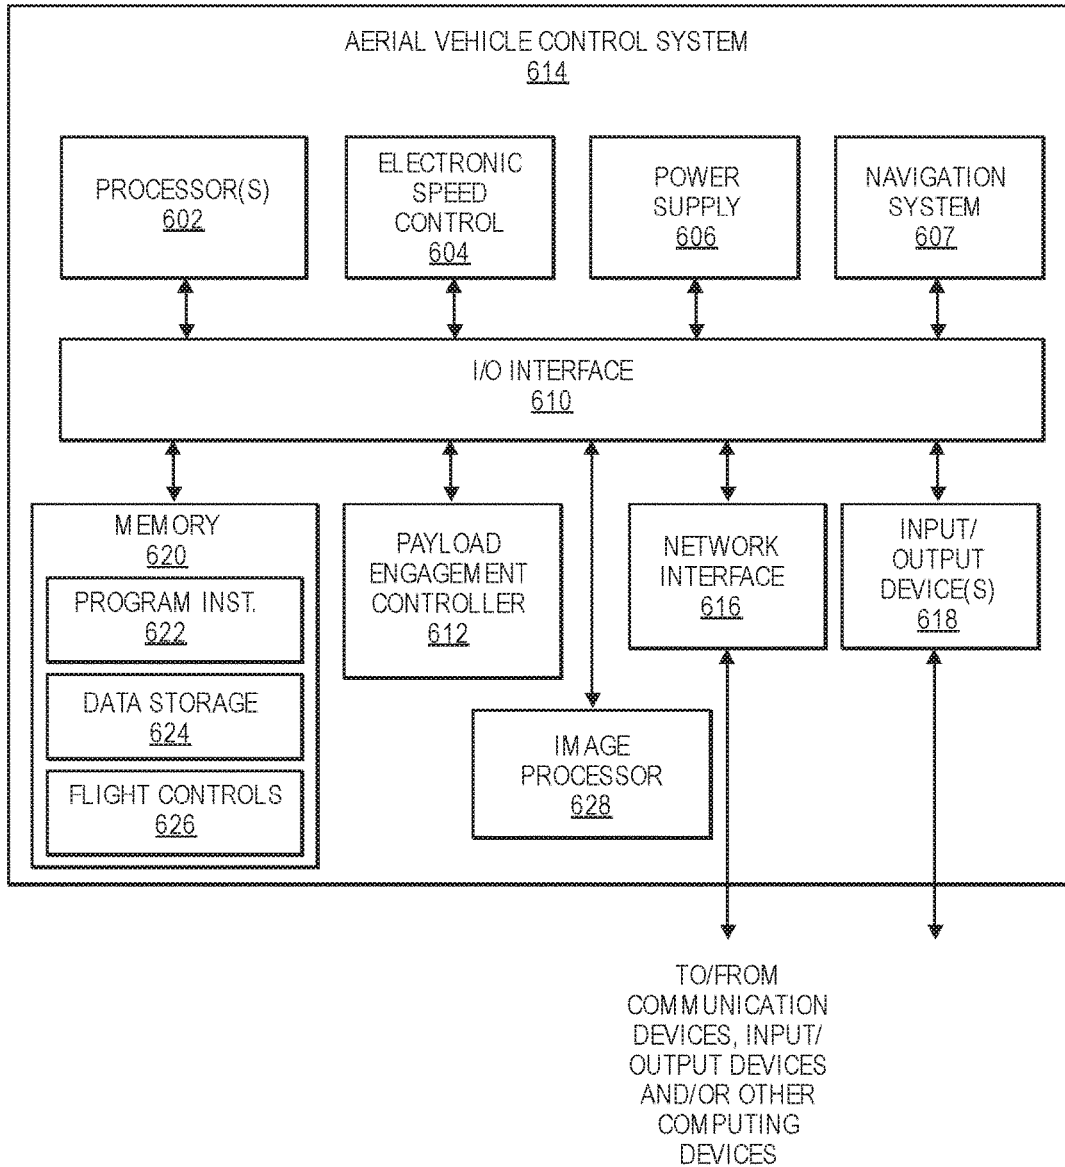 AERIAL VEHICLE CONTROL SYSTEM
614
PROCESSOR(S)
602
ELECTRONIC
SPEED
CONTROL
604
POWER
SUPPLY
606
NAVIGATION
SYSTEM
607
I/O INTERFACE
610
MEMORY
620
PROGRAM INST.
622
DATA STORAGE
624
FLIGHT CONTROLS
626
PAYLOAD
ENGAGEMENT
CONTROLLER
612
IMAGE
PROCESSOR
628
NETWORK
INTERFACE
616
INPUT/
OUTPUT
DEVICE(S)
618
TO/FROM
COMMUNICATION
DEVICES, INPUT/
OUTPUT DEVICES
AND/OR OTHER
COMPUTING
DEVICES